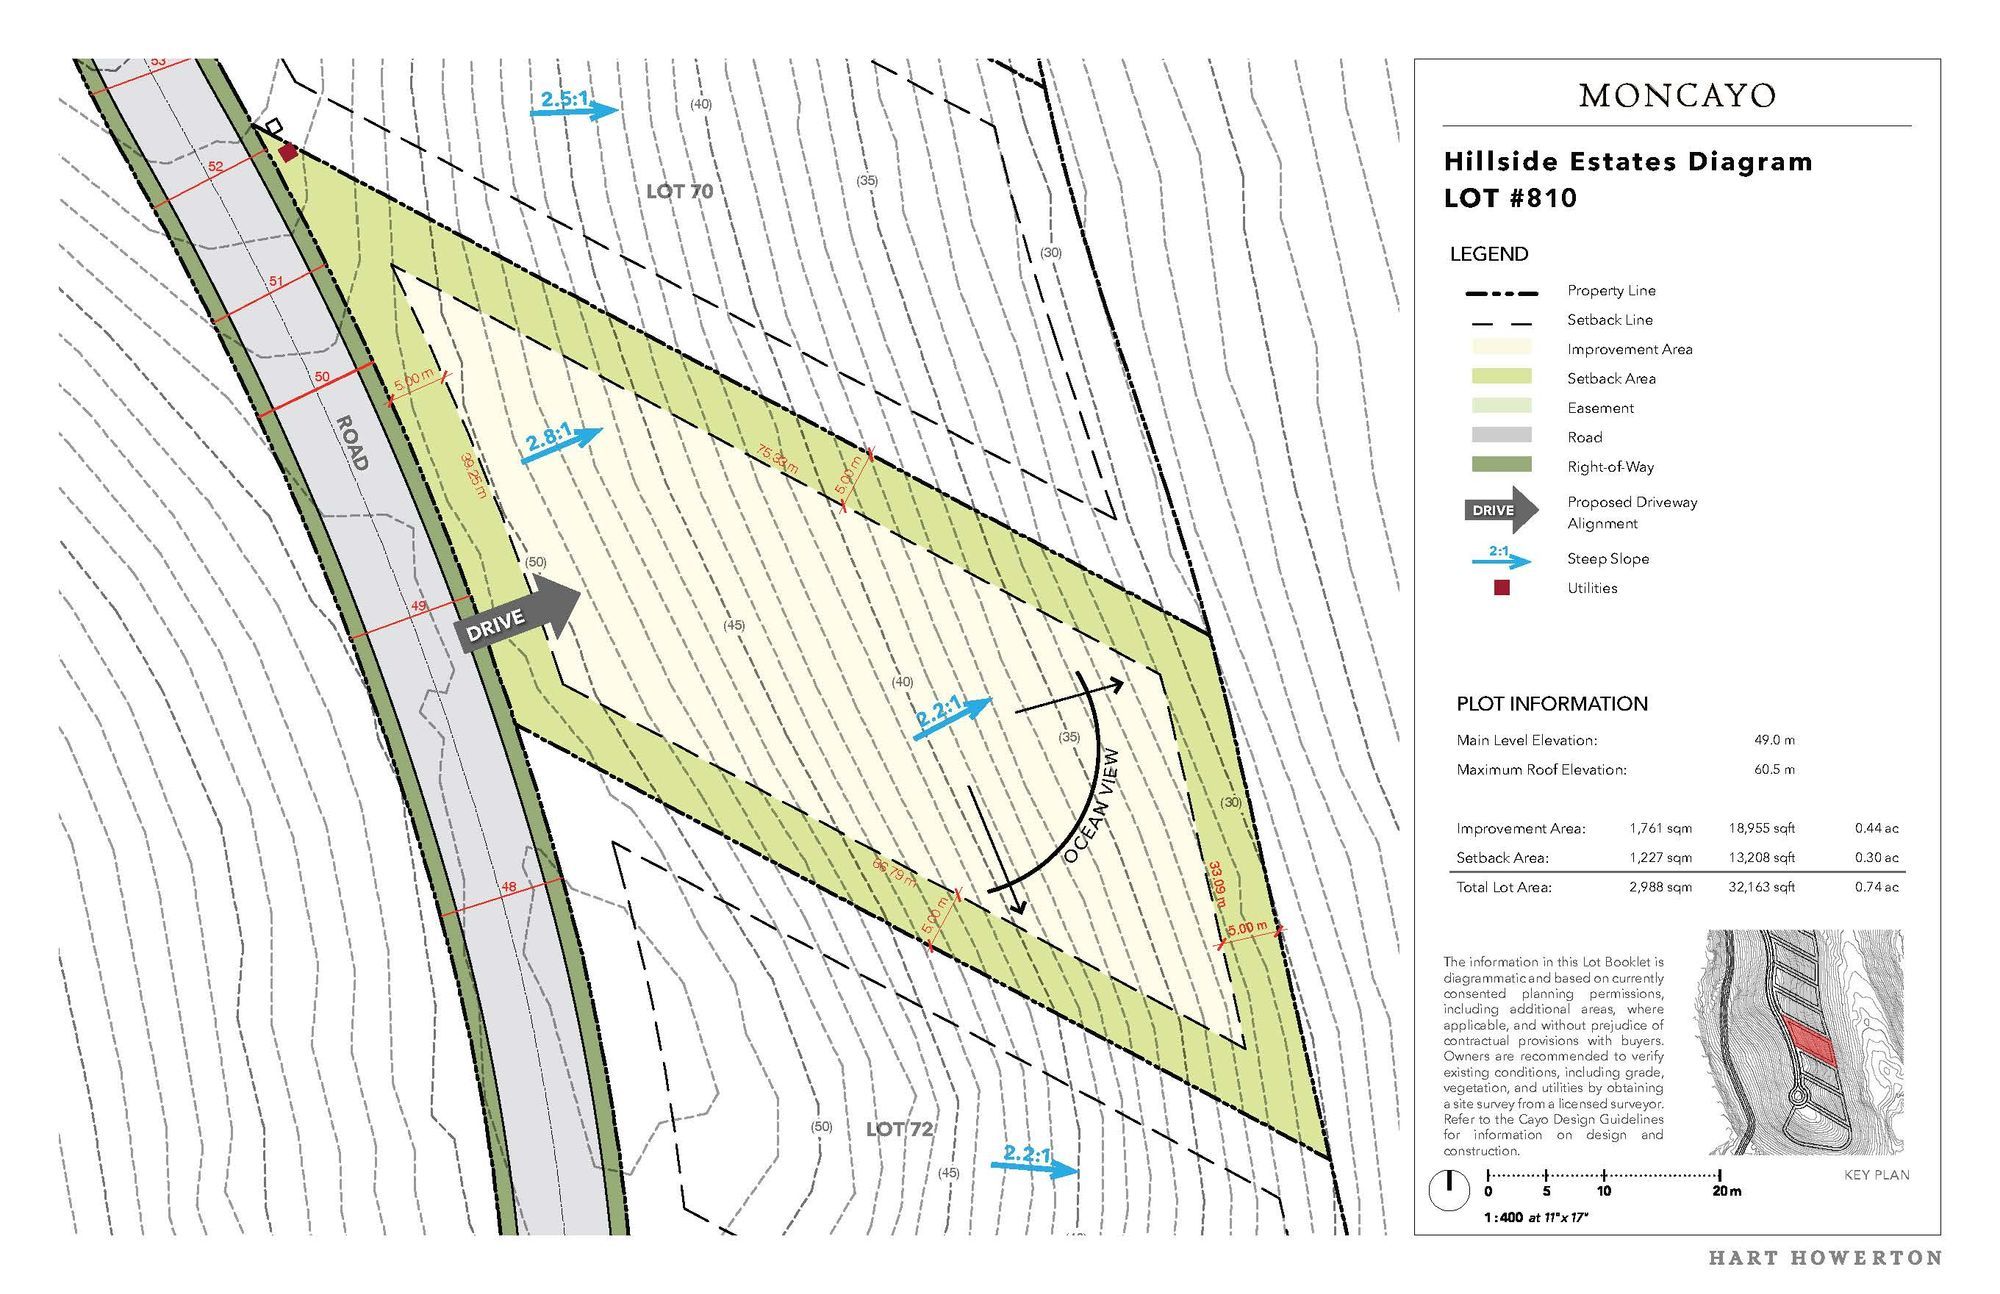 53
2.5:1
(40)
52
(35)
LOT 70
(30)
51
50
5.00 m
ROAD
2.8:1
39.25 m
75.33 m
5.00 m
(50)
49
DRIVE
(45)
(40)
2.2:1
(35)
OCEAN VIEW
(30)
48
66.79 m
5.00 m
33.09 m
5.00 m
(50)
LOT 72
2.2:1
(45)
MONCAYO
Hillside Estates Diagram
LOT #810
LEGEND
Property Line
Setback Line
Improvement Area
Setback Area
Easement
Road
Right-of-Way
DRIVE Proposed Driveway
Alignment
2:1 Steep Slope
Utilities
PLOT INFORMATION
Main Level Elevation: 49.0 m
Maximum Roof Elevation: 60.5 m
Improvement Area: 1,761 sqm 18,955 sqft 0.44 ac
Setback Area: 1,227 sqm 13,208 sqft 0.30 ac
Total Lot Area: 2,988 sqm 32,163 sqft 0.74 ac
The information in this Lot Booklet is
diagrammatic and based on currently
consented planning permissions,
including additional areas, where
applicable, and without prejudice of
contractual provisions with buyers.
Owners are recommended to verify
existing conditions, including grade,
vegetation, and utilities by obtaining
a site survey from a licensed surveyor.
Refer to the Cayo Design Guidelines
for information on design and
construction.
KEY PLAN
0 5 10 20m
1:400 at 11"x 17"
HART HOWERTON